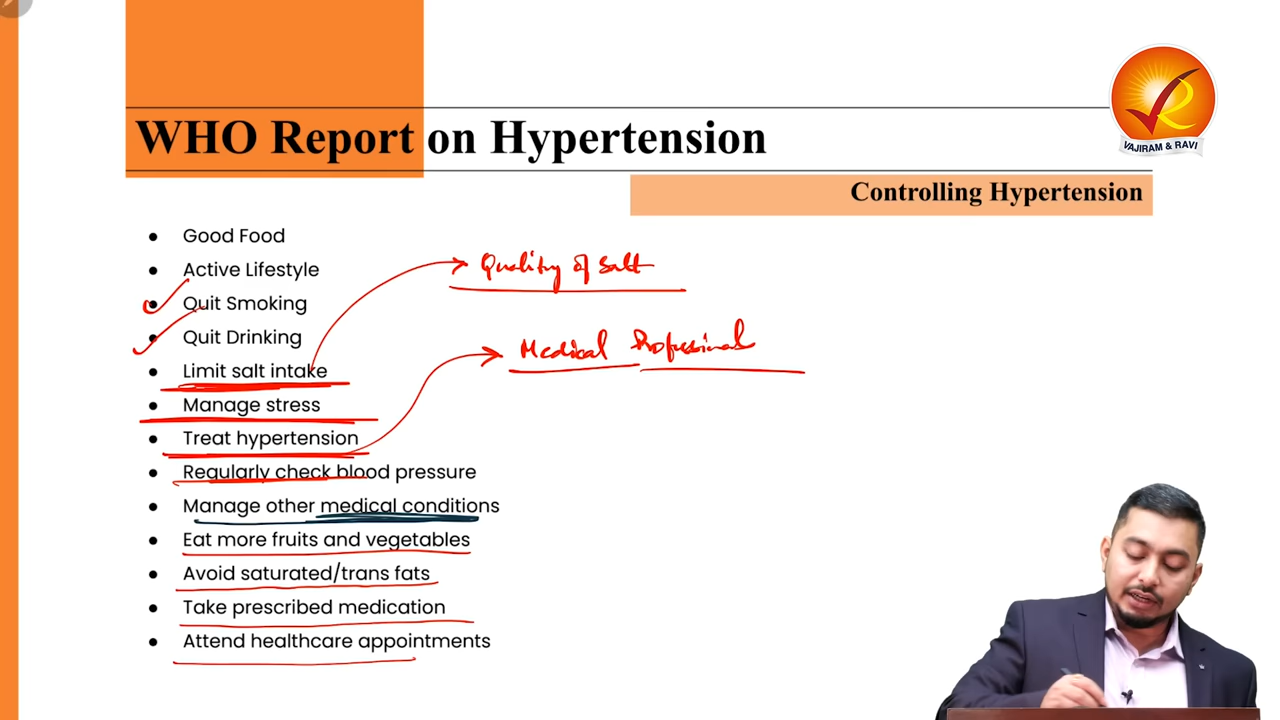 WHO Report on Hypertension
VAJIRAM & RAVI
Controlling Hypertension
Good Food
Active Lifestyle
Quality of Salt
Quit Smoking
Quit Drinking
Medical Professional
Limit salt intake
Manage stress
Treat hypertension
Regularly check blood pressure
Manage other medical conditions
Eat more fruits and vegetables
Avoid saturated/trans fats
Take prescribed medication
Attend healthcare appointments